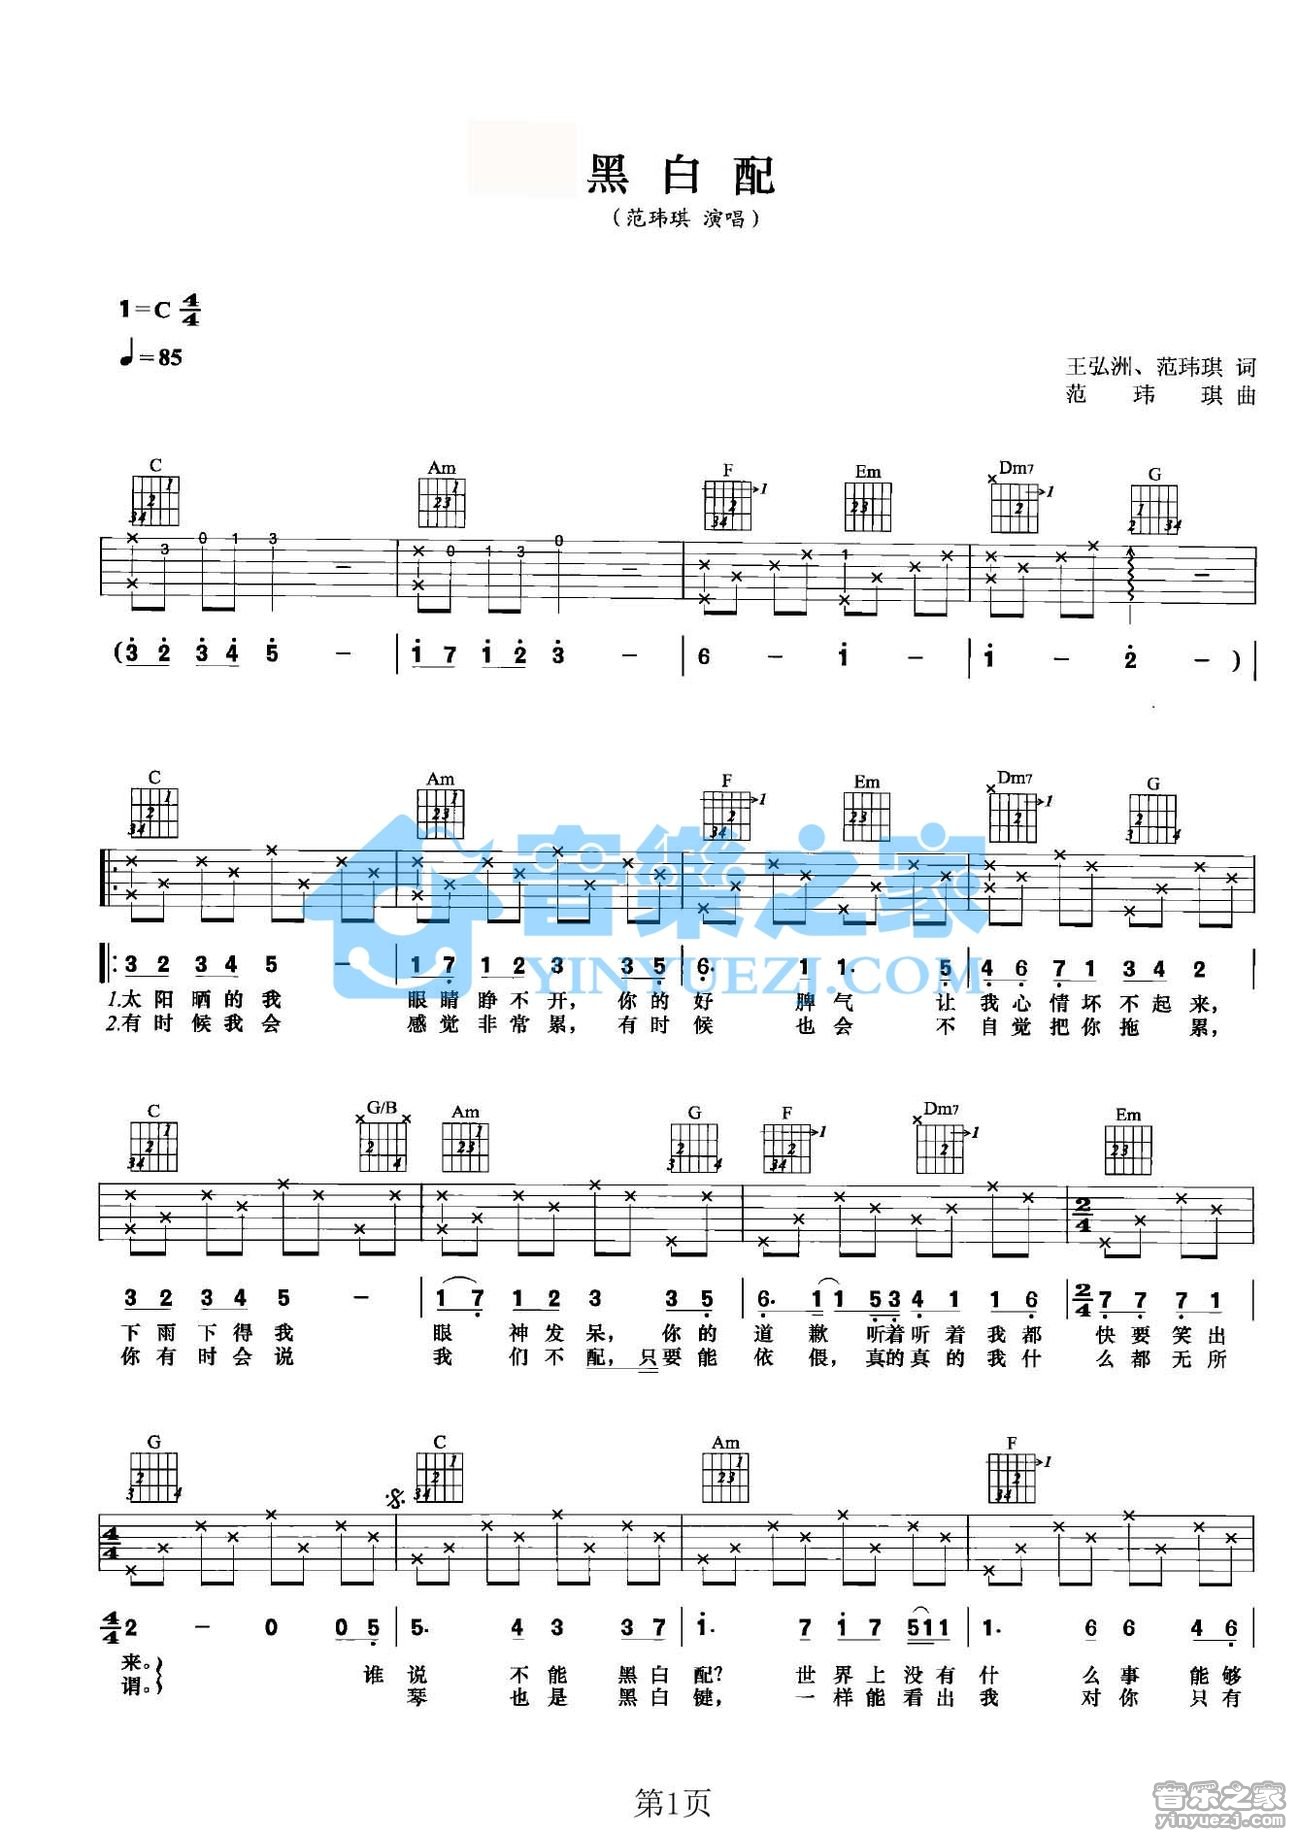 黑白配
（范玮琪 演唱）
1=C 4/4
♩=85
王弘洲、范玮琪 词
范玮琪 曲
C Am F Em Dm7 G
3 0 1 3 0 1 3 0 1
(3 2 3 4 5 − | 1 7 1 2 3 − | 6 − 1 − | 1 − 2 − )
C Am F Em Dm7 G
音樂之家
YINYUEZJ.COM
3 2 3 4 5 − | 1 7 1 2 3 3 5 | 6. 1 1. 5 | 4 6 7 1 3 4 2
1.太阳晒的我 眼睛睁不开，你的好 脾气 让我心情坏不起来，
2.有时候我会 感觉非常累，有时候 也会 不自觉把你拖 累，
C G/B Am G F Dm7 Em
3 2 3 4 5 − | 1 7 1 2 3 3 5 | 6. 1 1 5 3 4 1 1 6 | 2/4 7 7 7 1
下雨下得我 眼 神发呆，你的道 歉听着听着我都 快要笑出
你有时会说 我 们不配，只要能依 偎，真的真的我什 么都无所
G C Am F
4/4 2 − 0 0 5 | 5. 4 3 3 7 | 1. 7 1 7 5 1 1 | 1. 6 6 4 6
来。 谁 说 不能黑白 配？ 世界上没有 什 么事 能够
谓。 琴 也是黑白 键，一样能看出 我 对你 只有
第1页
音乐之家
yinyuezj.com